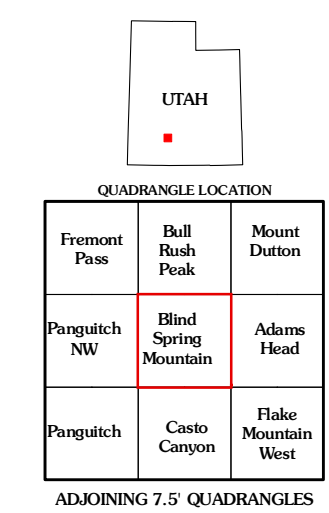 UTAH
QUADRANGLE LOCATION
Fremont
Pass
Bull
Rush
Peak
Mount
Dutton
Panguitch
NW
Blind
Spring
Mountain
Adams
Head
Panguitch
Casto
Canyon
Flake
Mountain
West
ADJOINING 7.5' QUADRANGLES